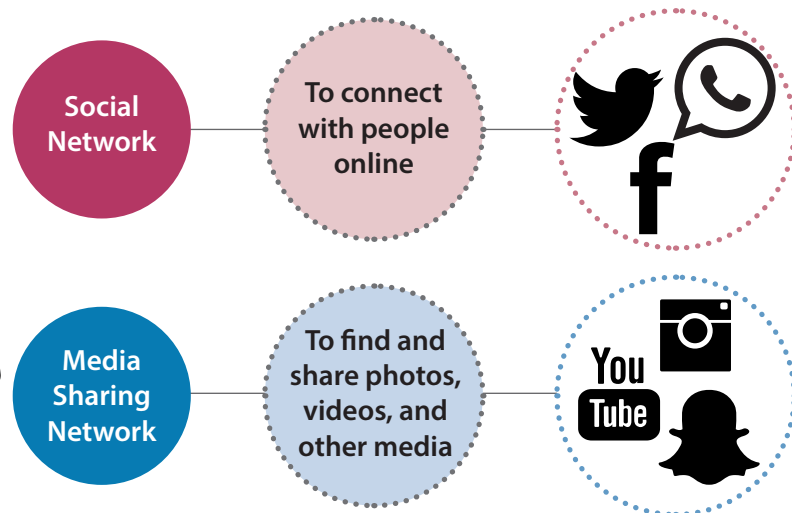 Social
Network
To connect
with people
online
f
Media
Sharing
Network
To find and
share photos,
videos, and
other media
You
Tube